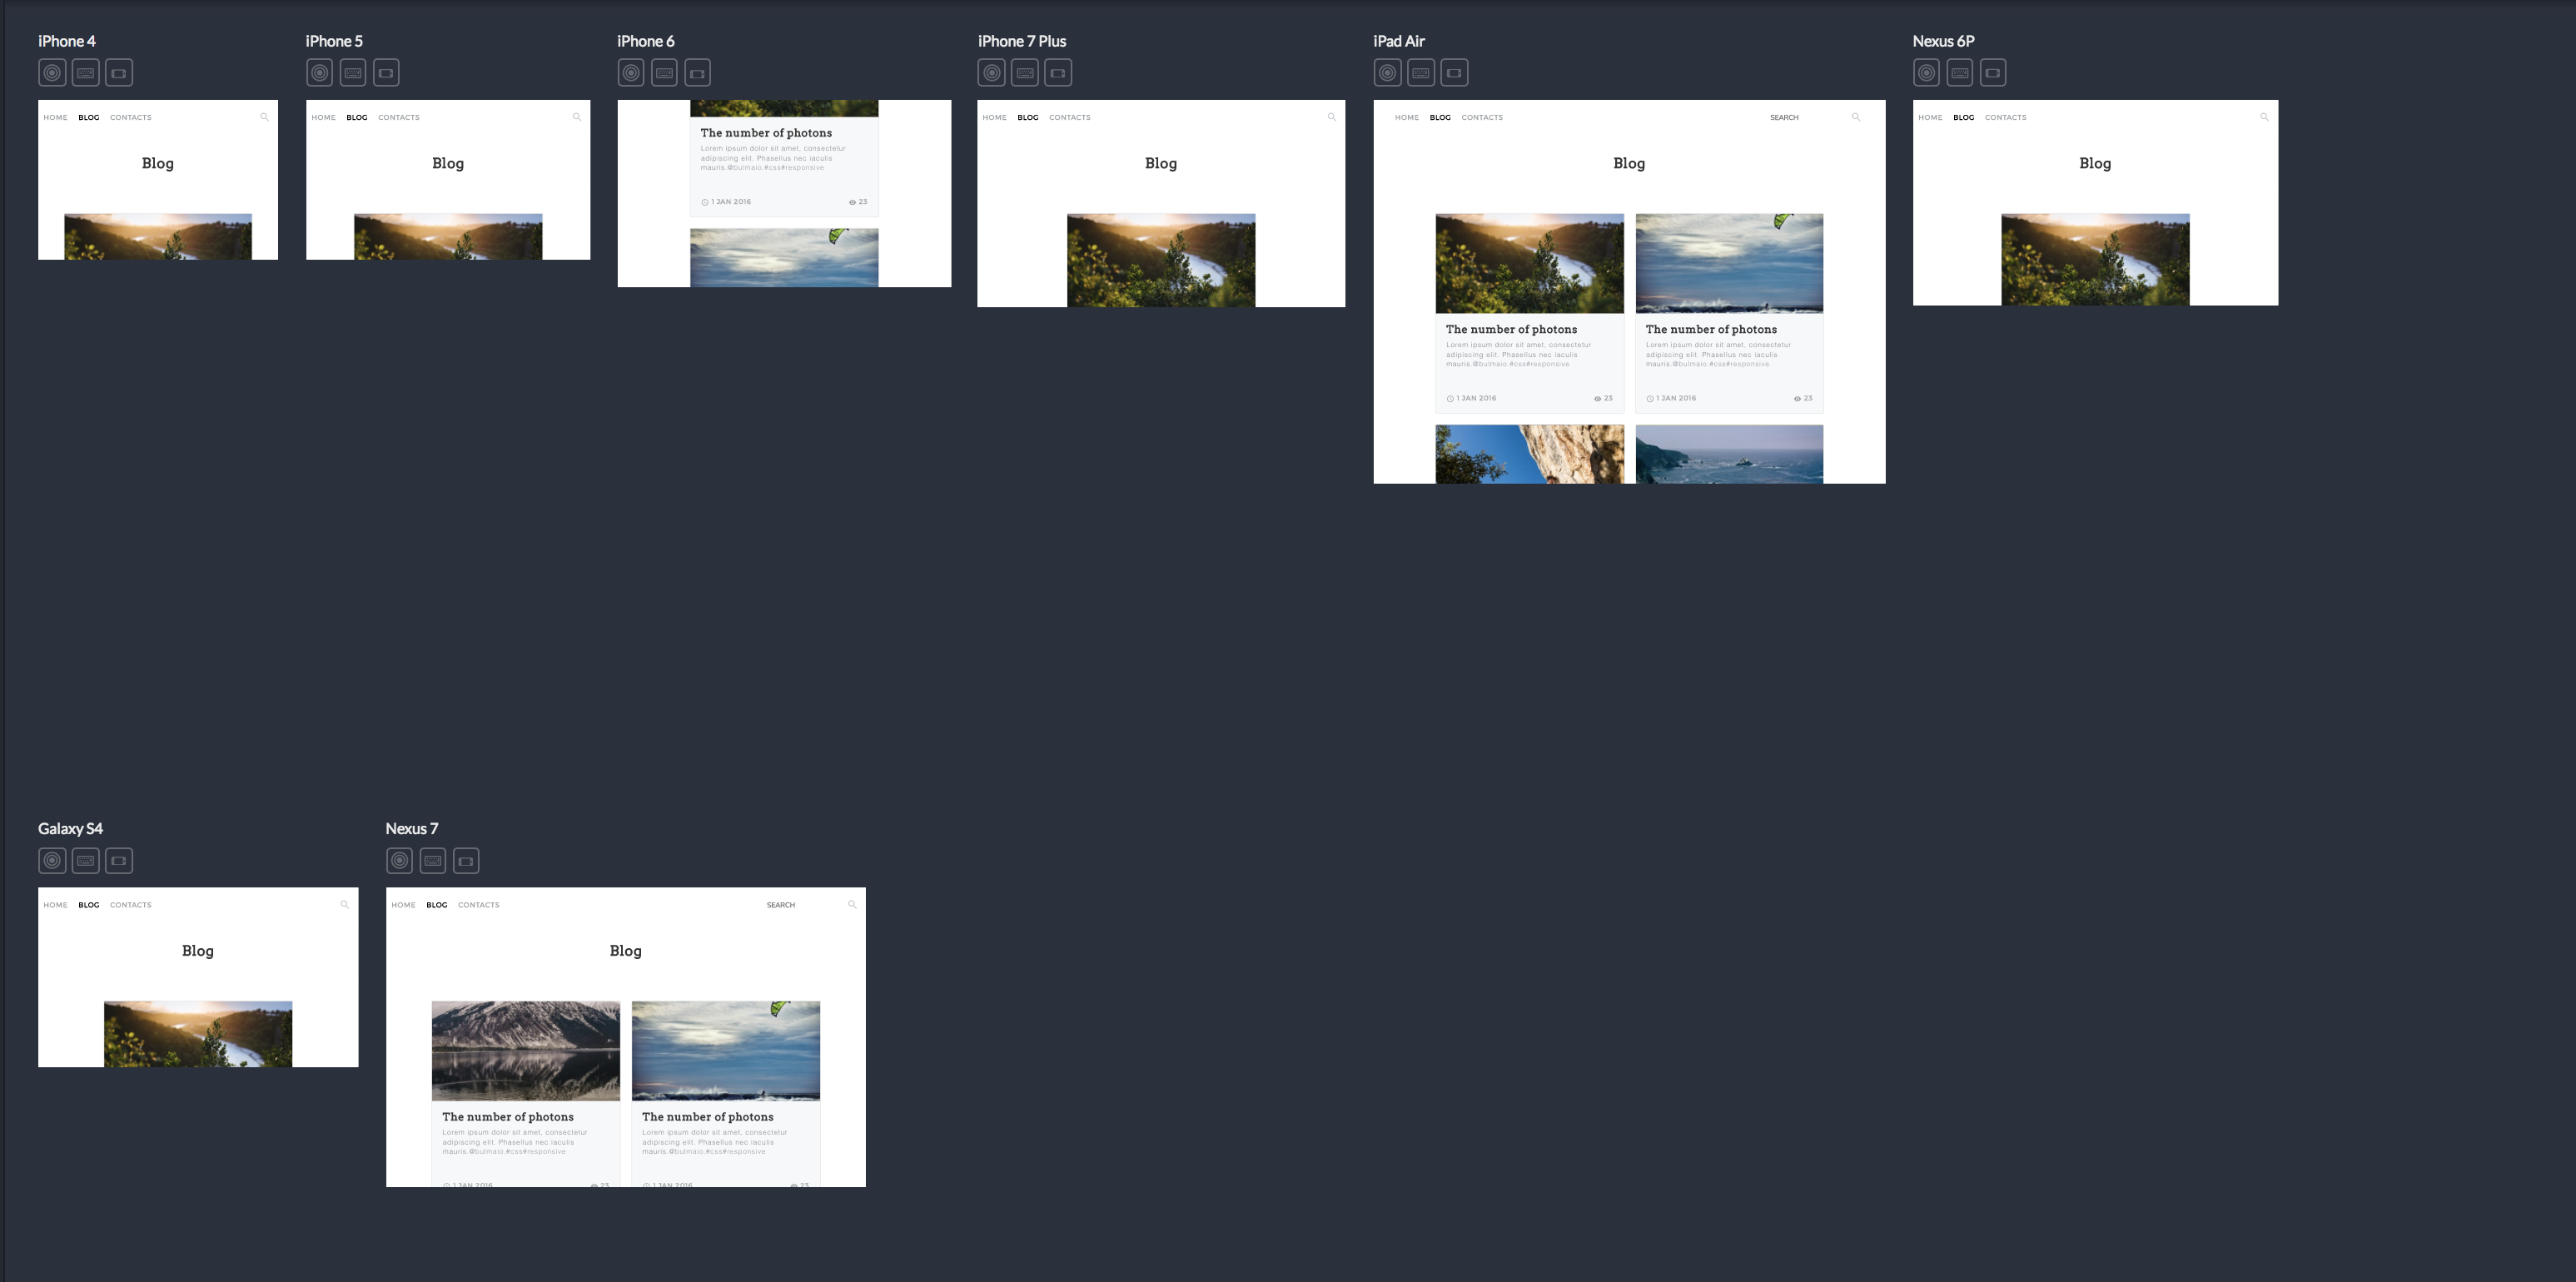 iPhone 4
HOME BLOG CONTACTS
Blog
iPhone 5
HOME BLOG CONTACTS
Blog
iPhone 6
The number of photons
Lorem ipsum dolor sit amet, consectetur
adipiscing elit. Phasellus nec iaculis
mauris.@bulmaio.#css#responsive
1 JAN 2016 23
iPhone 7 Plus
HOME BLOG CONTACTS
Blog
iPad Air
HOME BLOG CONTACTS SEARCH
Blog
The number of photons
Lorem ipsum dolor sit amet, consectetur
adipiscing elit. Phasellus nec iaculis
mauris.@bulmaio.#css#responsive
1 JAN 2016 23
The number of photons
Lorem ipsum dolor sit amet, consectetur
adipiscing elit. Phasellus nec iaculis
mauris.@bulmaio.#css#responsive
1 JAN 2016 23
Nexus 6P
HOME BLOG CONTACTS
Blog
Galaxy S4
HOME BLOG CONTACTS
Blog
Nexus 7
HOME BLOG CONTACTS SEARCH
Blog
The number of photons
Lorem ipsum dolor sit amet, consectetur
adipiscing elit. Phasellus nec iaculis
mauris.@bulmaio.#css#responsive
1 JAN 2016 23
The number of photons
Lorem ipsum dolor sit amet, consectetur
adipiscing elit. Phasellus nec iaculis
mauris.@bulmaio.#css#responsive
1 JAN 2016 23